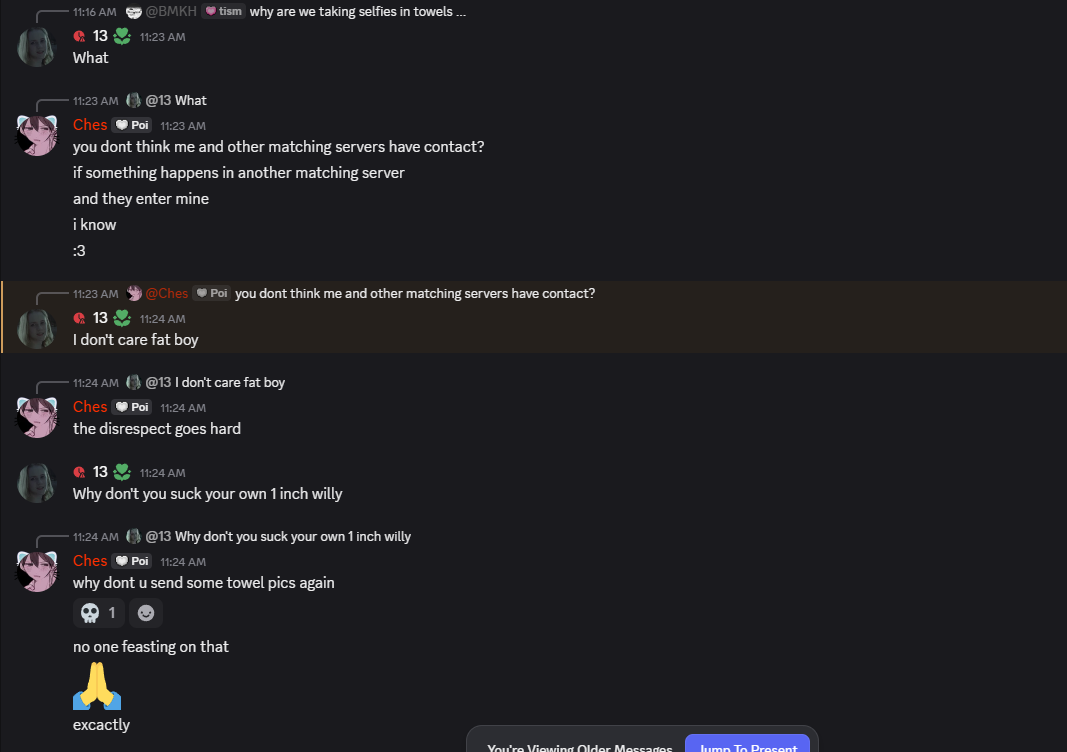 11:16 AM @BMKH tism why are we taking selfies in towels ...
13 11:23 AM
What
11:23 AM @13 What
Ches Poi 11:23 AM
you dont think me and other matching servers have contact?
if something happens in another matching server
and they enter mine
i know
:3
11:23 AM @Ches Poi you dont think me and other matching servers have contact?
13 11:24 AM
I don't care fat boy
11:24 AM @13 I don't care fat boy
Ches Poi 11:24 AM
the disrespect goes hard
13 11:24 AM
Why don't you suck your own 1 inch willy
11:24 AM @13 Why don't you suck your own 1 inch willy
Ches Poi 11:24 AM
why dont u send some towel pics again
1
no one feasting on that
excactly
You're Viewing Older Messages Jump To Present